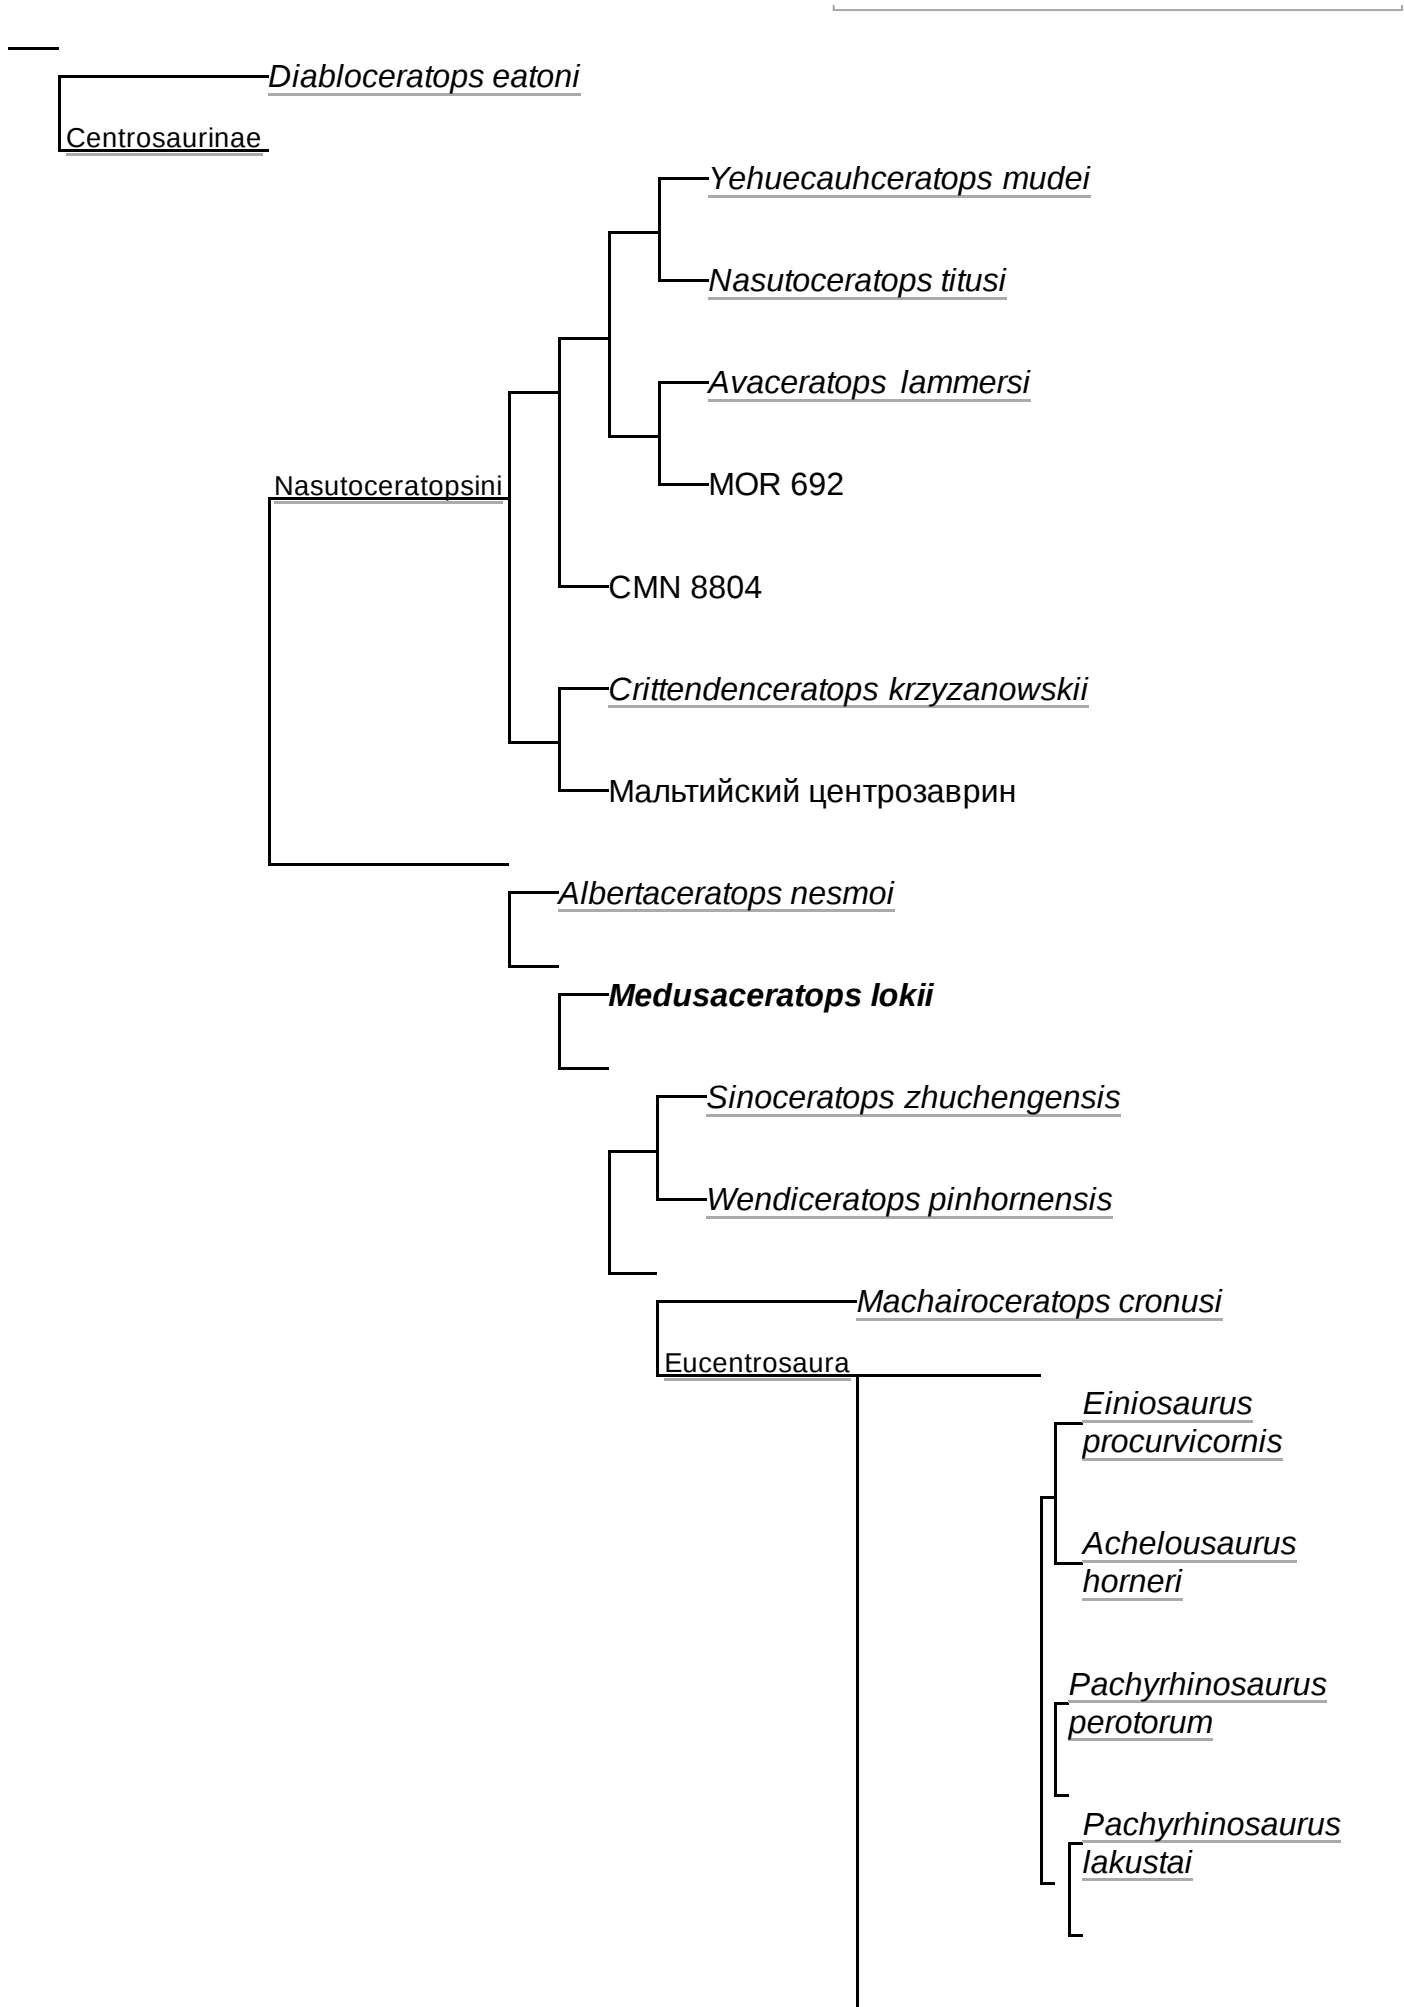 Diabloceratops eatoni
Centrosaurinae
Yehuecauhceratops mudei
Nasutoceratops titusi
Avaceratops lammersi
Nasutoceratopsini
MOR 692
CMN 8804
Crittendenceratops krzyzanowskii
Мальтийский центрозаврин
Albertaceratops nesmoi
Medusaceratops lokii
Sinoceratops zhuchengensis
Wendiceratops pinhornensis
Machairoceratops cronusi
Eucentrosaura
Einiosaurus
procurvicornis
Achelousaurus
horneri
Pachyrhinosaurus
perotorum
Pachyrhinosaurus
lakustai